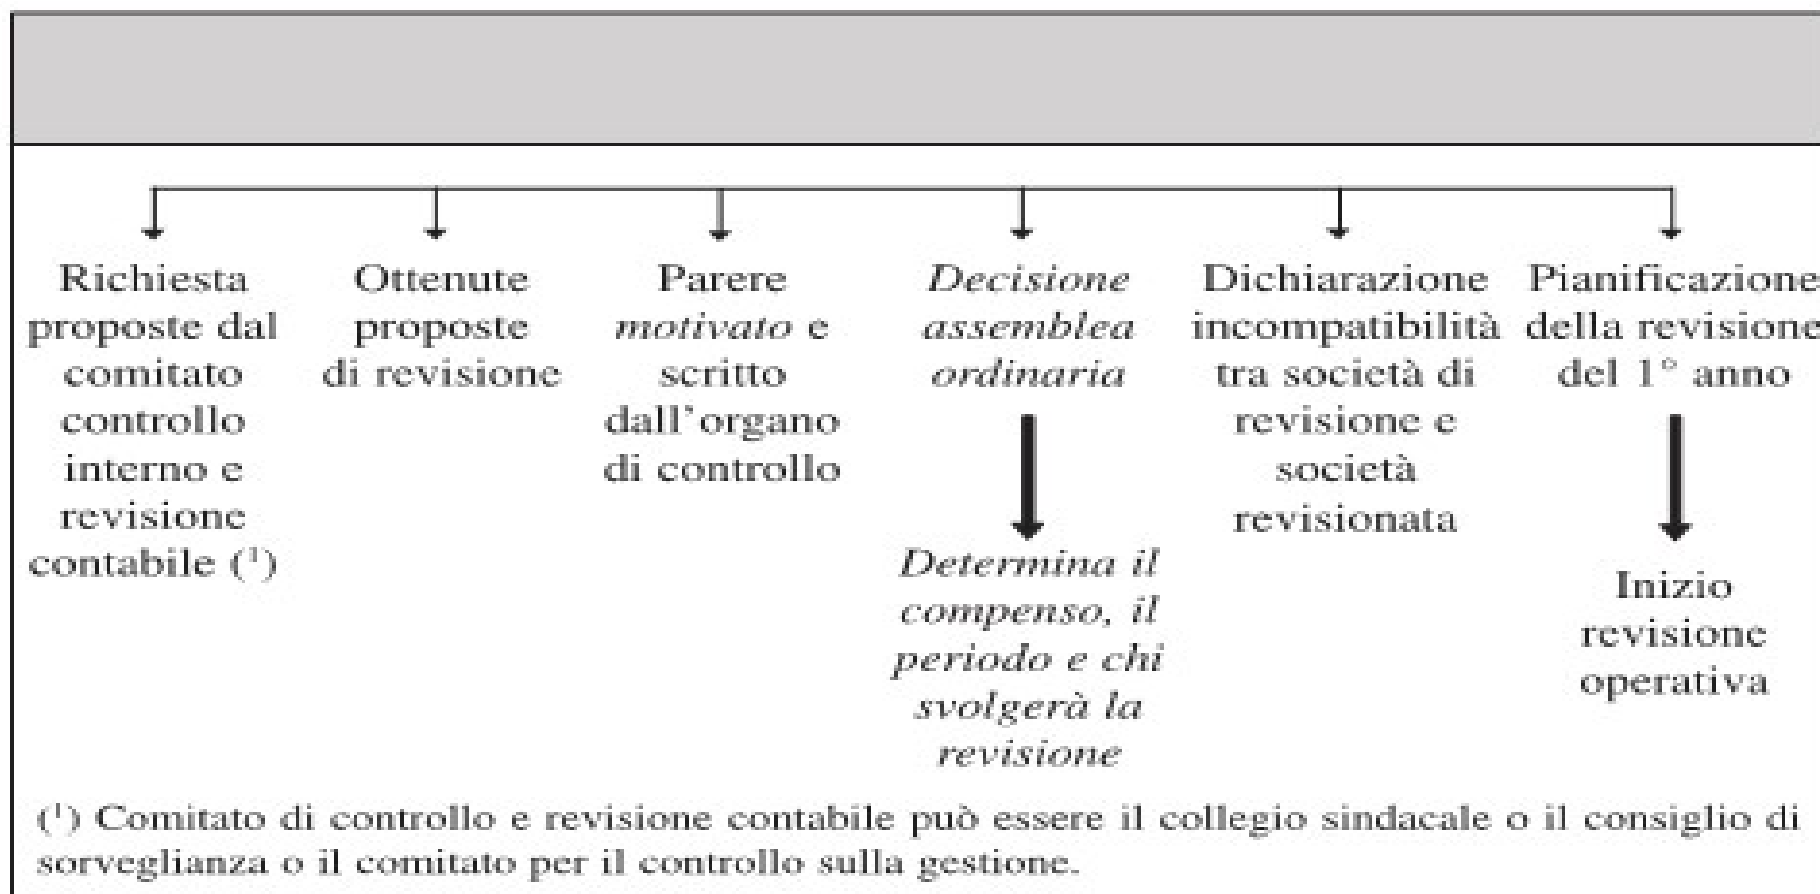 Richiesta
proposte dal
comitato
controllo
interno e
revisione
contabile (¹)
Ottenute
proposte
di revisione
Parere
motivato e
scritto
dall'organo
di controllo
Decisione
assemblea
ordinaria
Determina il
compenso, il
periodo e chi
svolgerà la
revisione
Dichiarazione
incompatibilità
tra società di
revisione e
società
revisionata
Pianificazione
della revisione
del 1° anno
Inizio
revisione
operativa
(¹) Comitato di controllo e revisione contabile può essere il collegio sindacale o il consiglio di
sorveglianza o il comitato per il controllo sulla gestione.